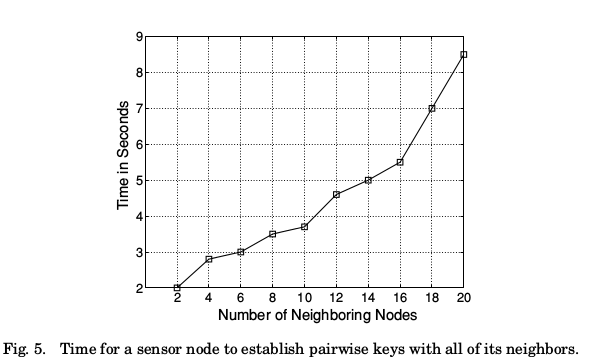 9
8
7
6
5
4
3
2
Time in Seconds
2 4 6 8 10 12 14 16 18 20
Number of Neighboring Nodes
Fig. 5. Time for a sensor node to establish pairwise keys with all of its neighbors.